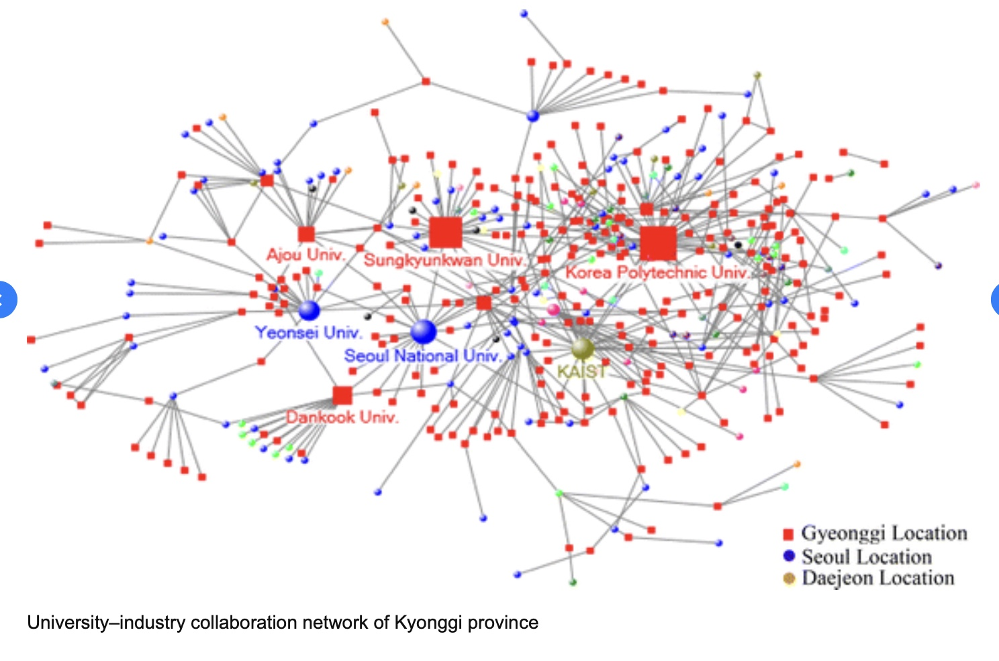 Ajou Univ.
Sungkyunkwan Univ.
Korea Polytechnic Univ.
Yeonsei Univ.
Seoul National Univ.
KAIST
Dankook Univ.
Gyeonggi Location
Seoul Location
Daejeon Location
University–industry collaboration network of Kyonggi province